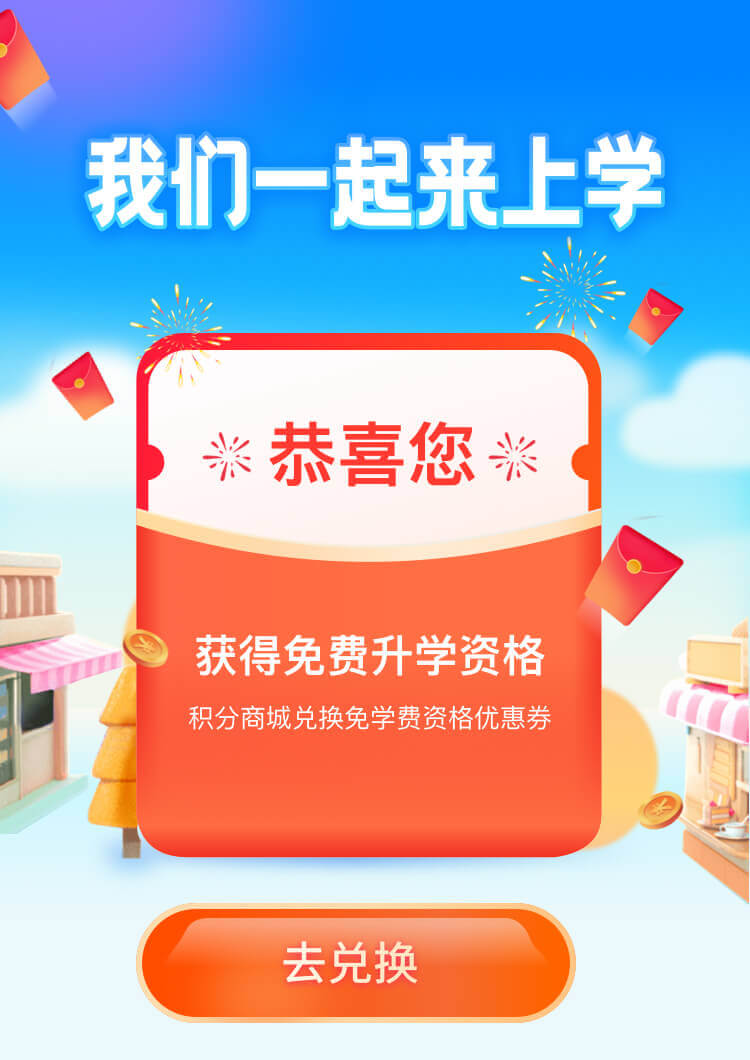 我们一起来上学
恭喜您
获得免费升学资格
积分商城兑换免学费资格优惠券
去兑换